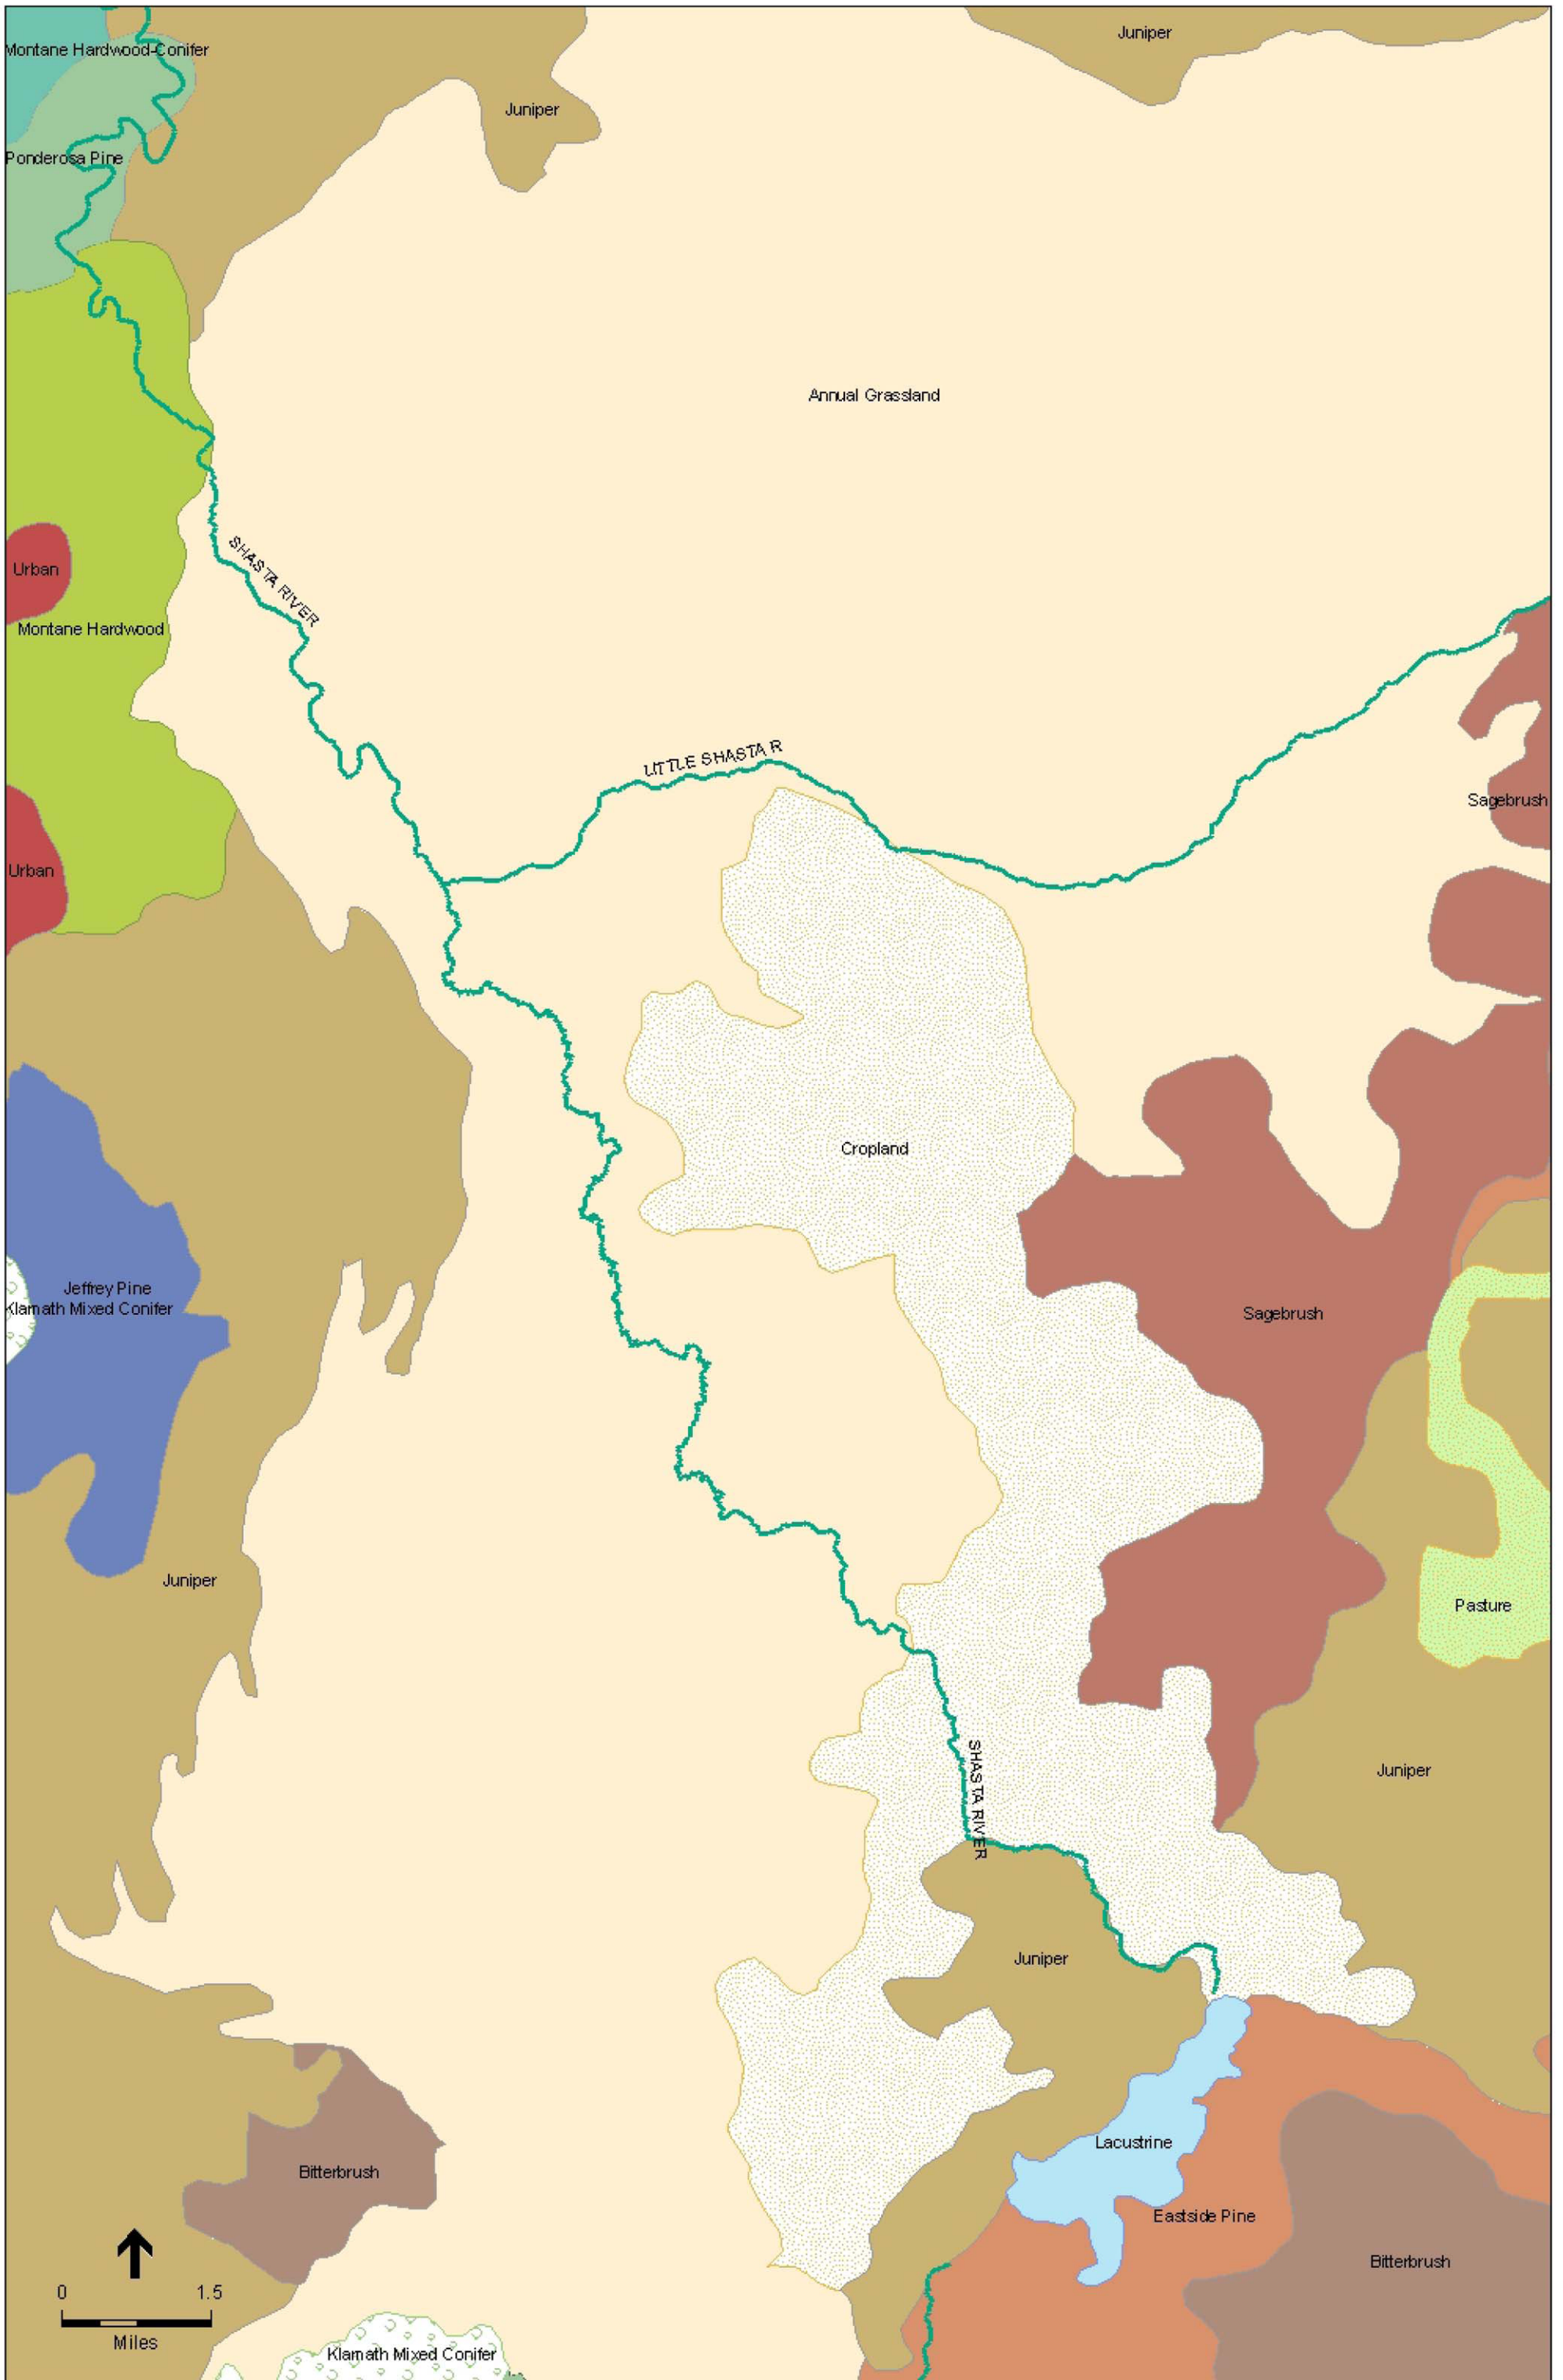 Juniper
Montane Hardwood-Conifer
Juniper
Ponderosa Pine
Annual Grassland
SHASTA RIVER
Urban
Montane Hardwood
LITTLE SHASTA R
Sagebrush
Urban
Cropland
Jeffrey Pine
Klamath Mixed Conifer
Sagebrush
Juniper
Pasture
SHASTA RIVER
Juniper
Juniper
Lacustrine
Bitterbrush
Eastside Pine
Bitterbrush
0 1.5
Miles
Klamath Mixed Conifer